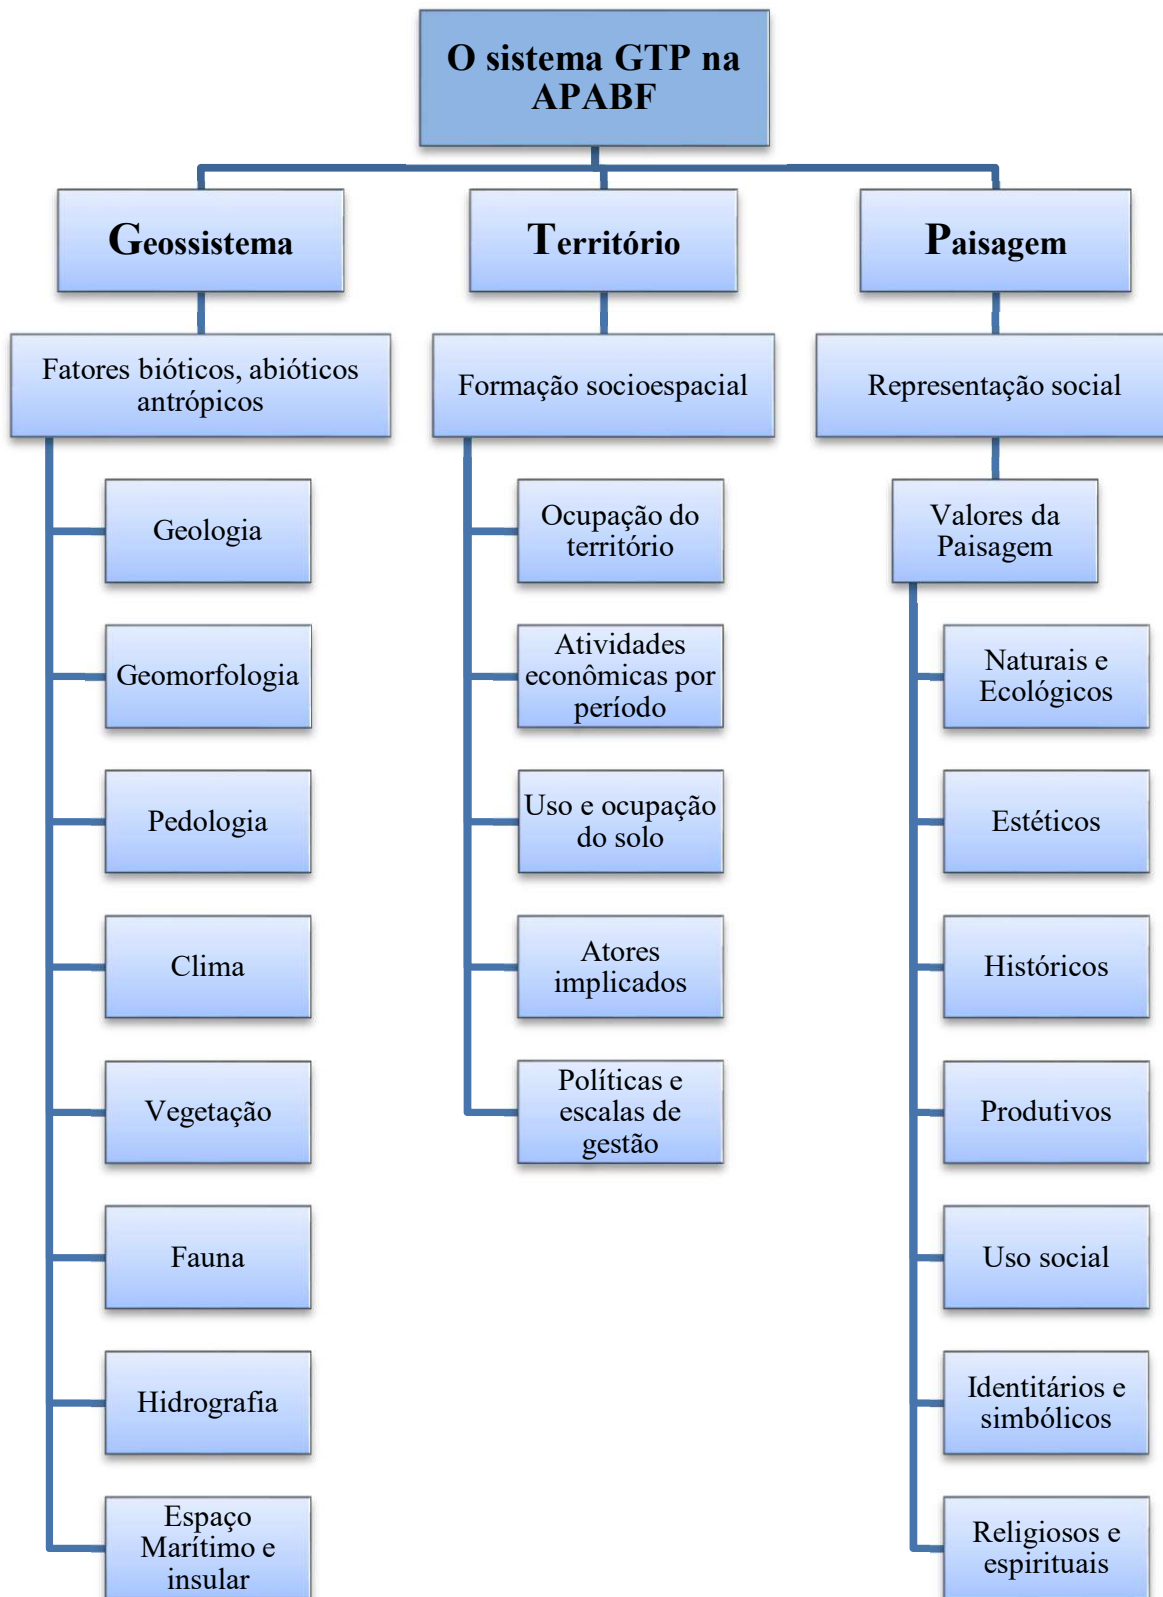 O sistema GTP na
APABF
Geossistema
Território
Paisagem
Fatores bióticos, abióticos
antrópicos
Formação socioespacial
Representação social
Geologia
Geomorfologia
Pedologia
Clima
Vegetação
Fauna
Hidrografia
Espaço
Marítimo e
insular
Ocupação do
território
Atividades
econômicas por
período
Uso e ocupação
do solo
Atores
implicados
Políticas e
escalas de
gestão
Valores da
Paisagem
Naturais e
Ecológicos
Estéticos
Históricos
Produtivos
Uso social
Identitários e
simbólicos
Religiosos e
espirituais